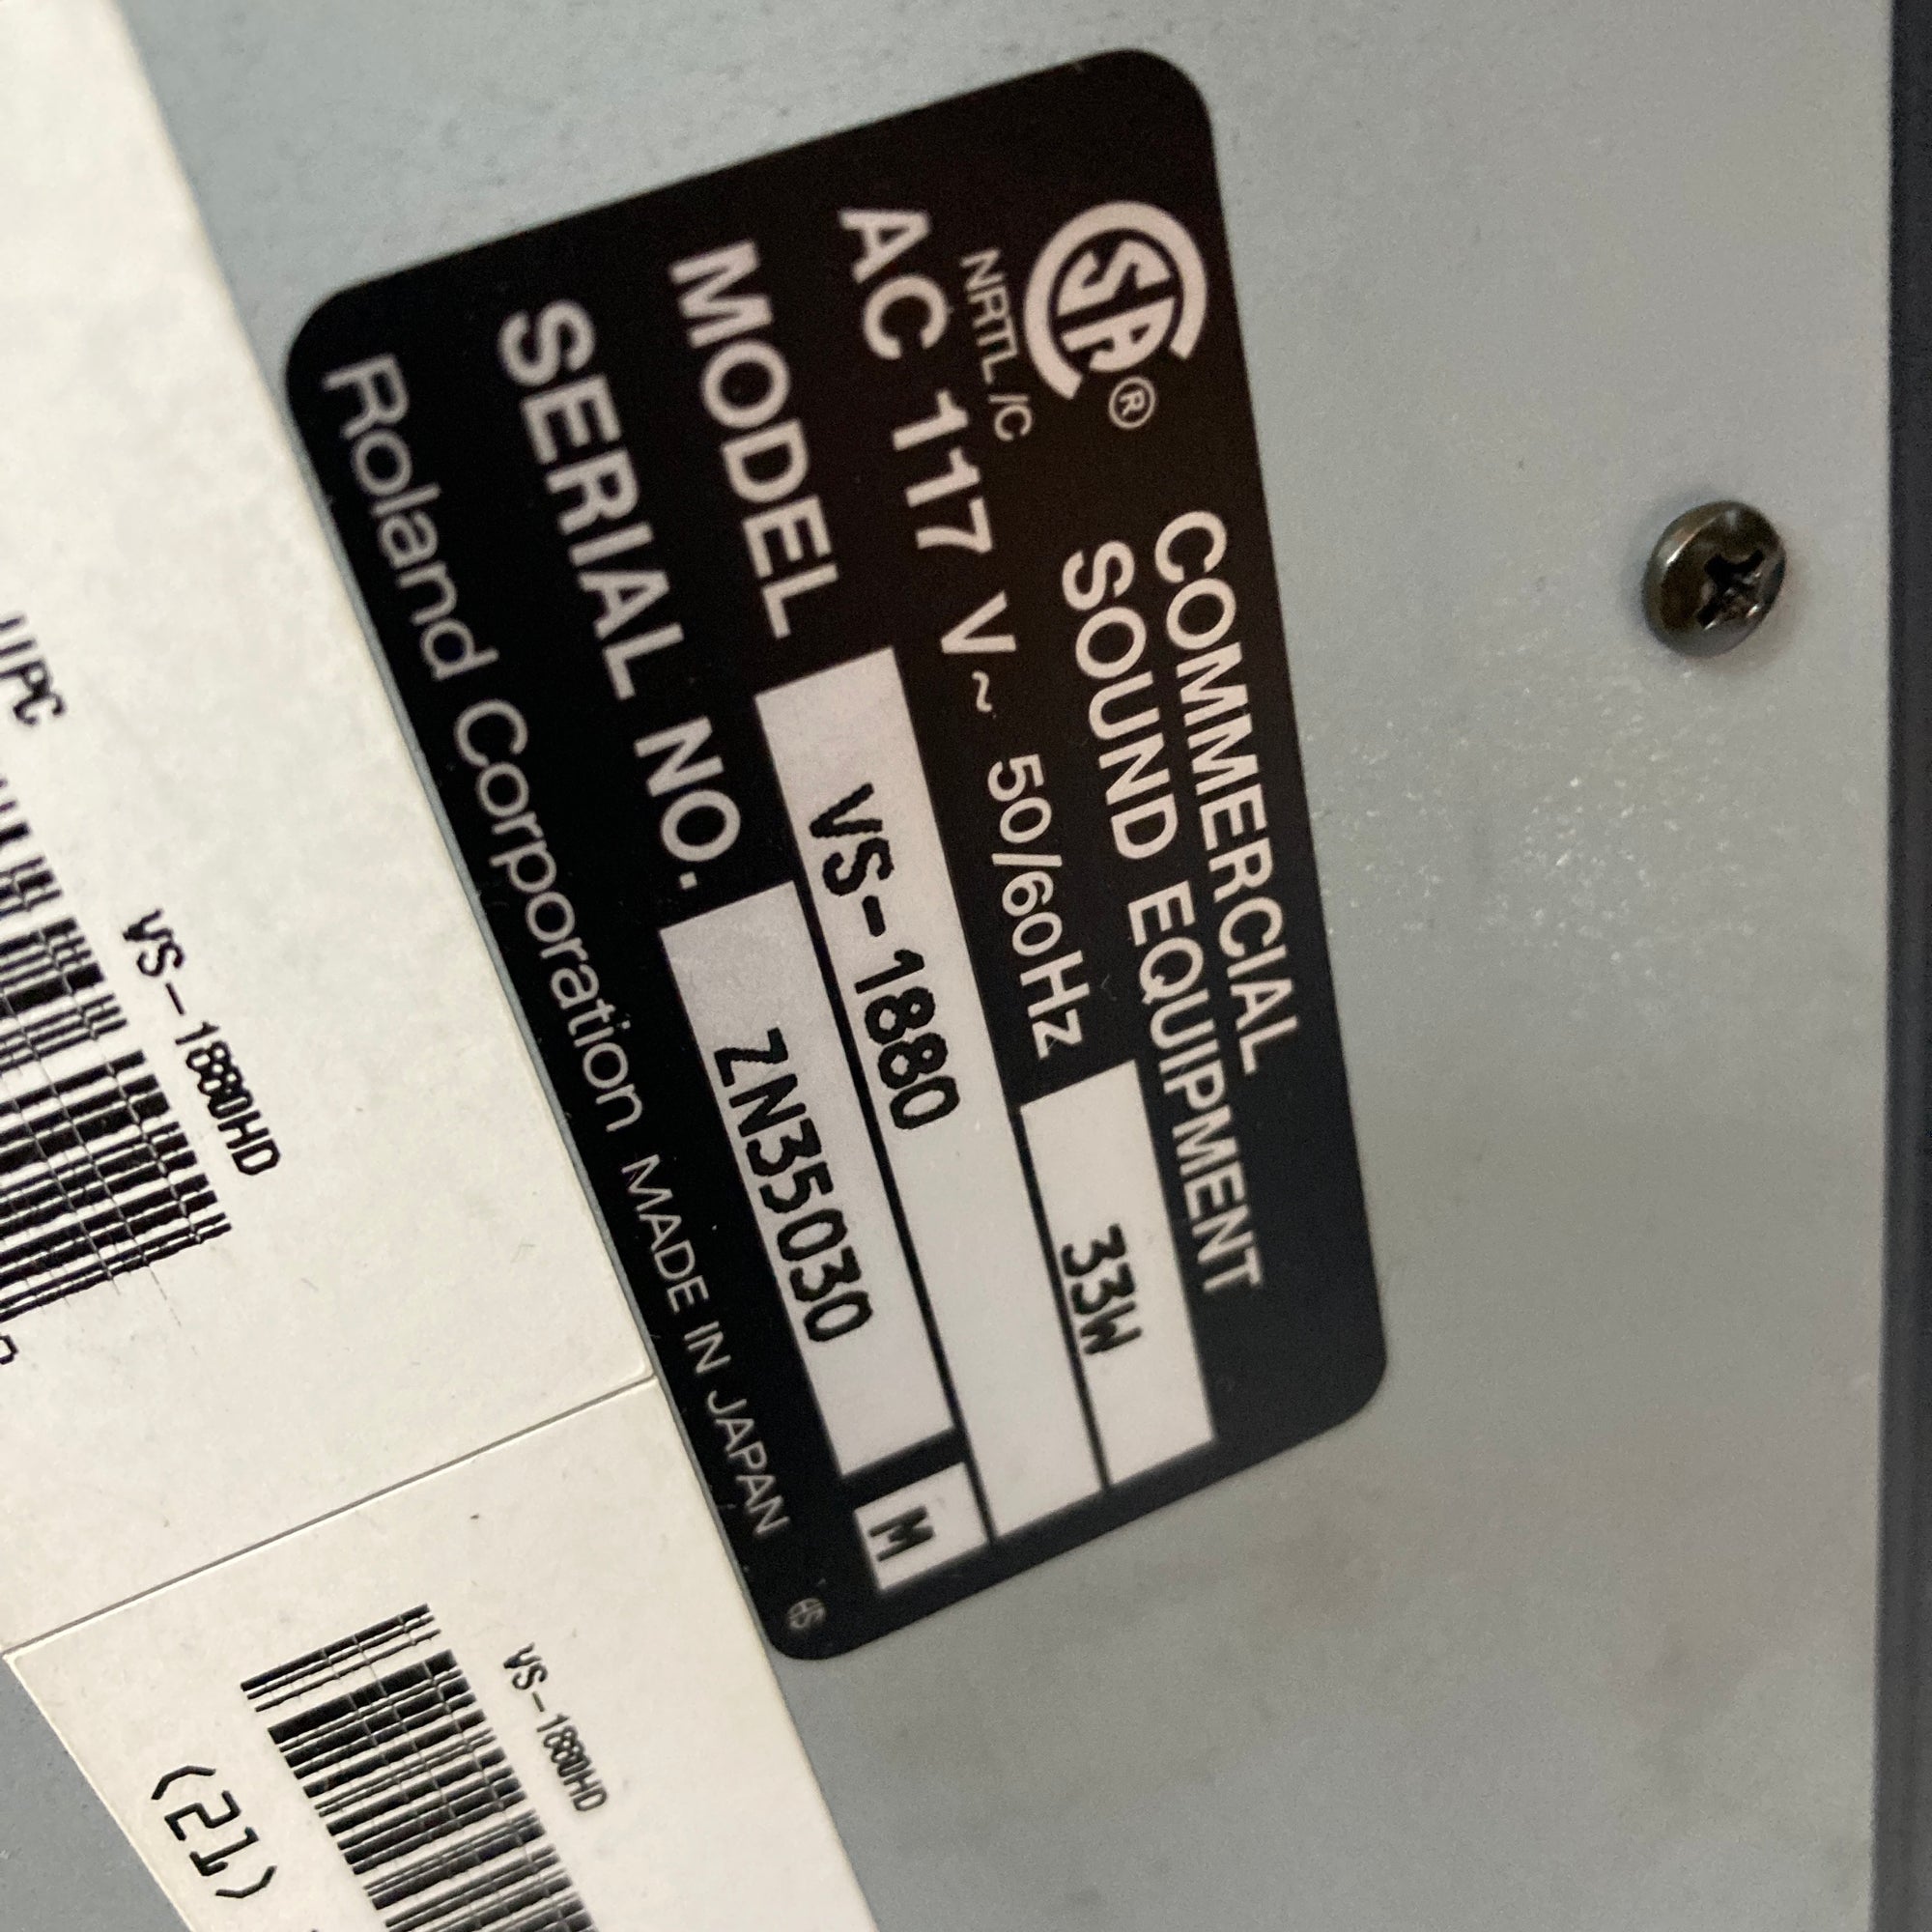 CSA®
NRTL/C
COMMERCIAL
SOUND EQUIPMENT
AC 117 V~ 50/60Hz 33W
MODEL VS-1880
SERIAL NO. ZN35030 M
Roland Corporation MADE IN JAPAN
UPC
VS-1880HD
VS-1880HD
(21)